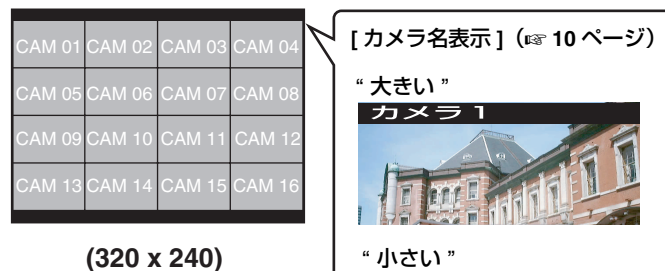 CAM 01 CAM 02 CAM 03 CAM 04
CAM 05 CAM 06 CAM 07 CAM 08
CAM 09 CAM 10 CAM 11 CAM 12
CAM 13 CAM 14 CAM 15 CAM 16
(320 x 240)
[ カメラ名表示 ]（☞ 10 ページ）
“ 大きい ”
カメラ 1
“ 小さい ”